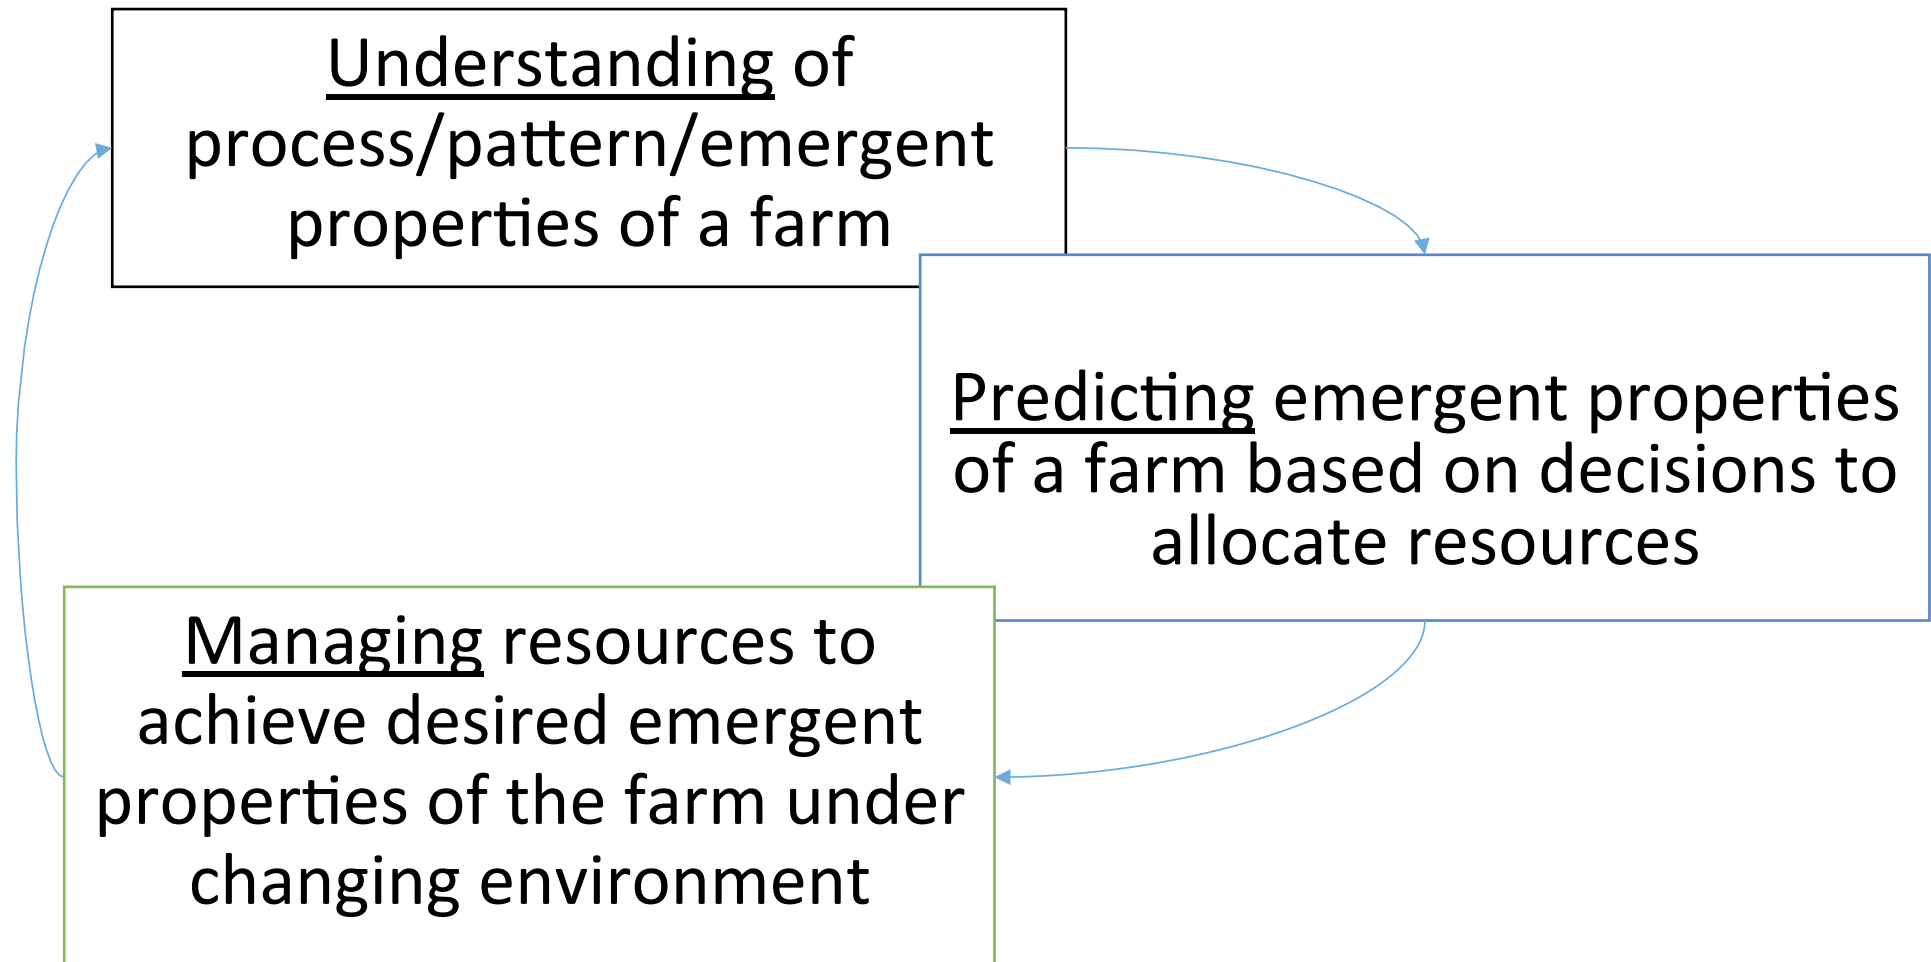 Understanding of
process/pattern/emergent
properties of a farm
Predicting emergent properties
of a farm based on decisions to
allocate resources
Managing resources to
achieve desired emergent
properties of the farm under
changing environment